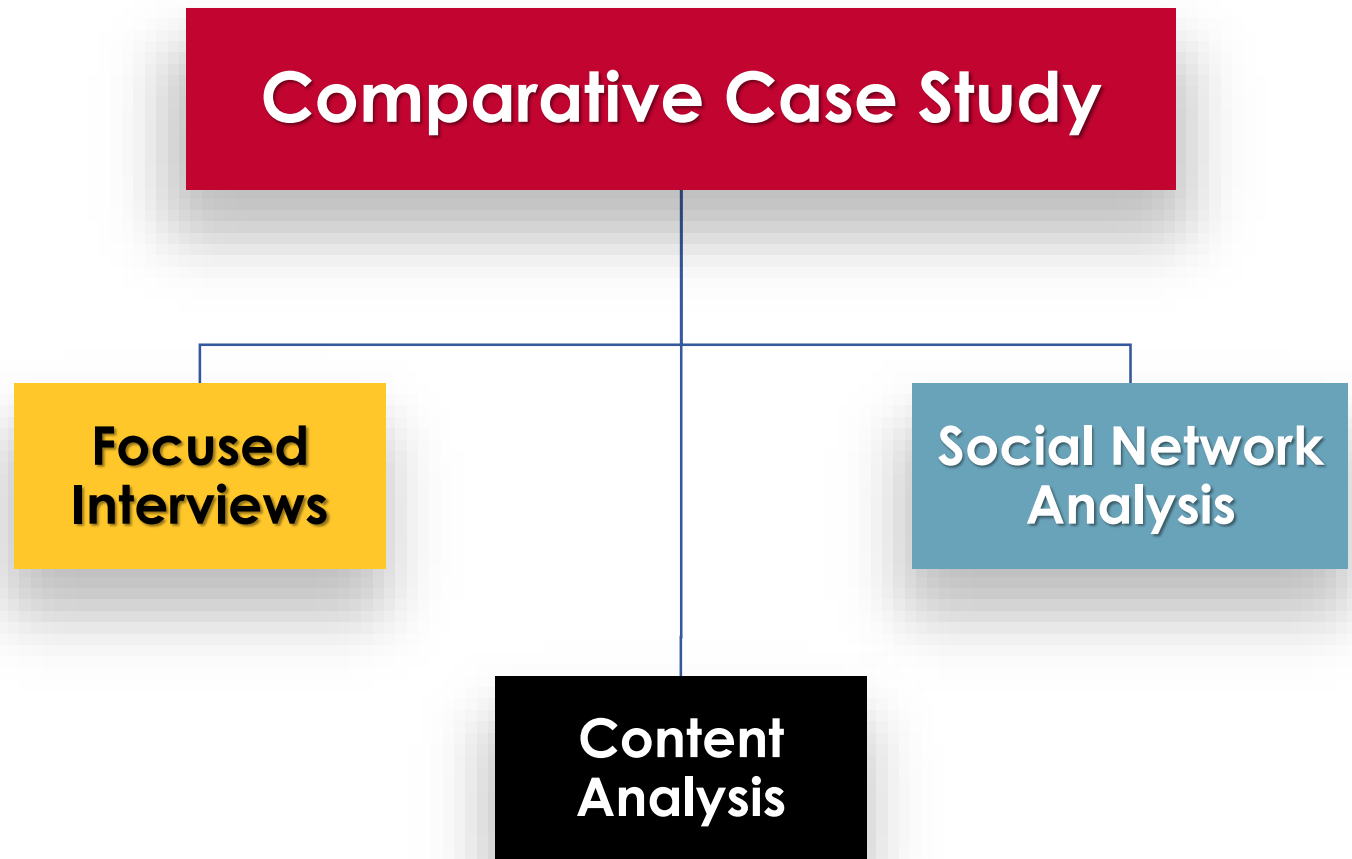 Comparative Case Study
Focused
Interviews
Social Network
Analysis
Content
Analysis